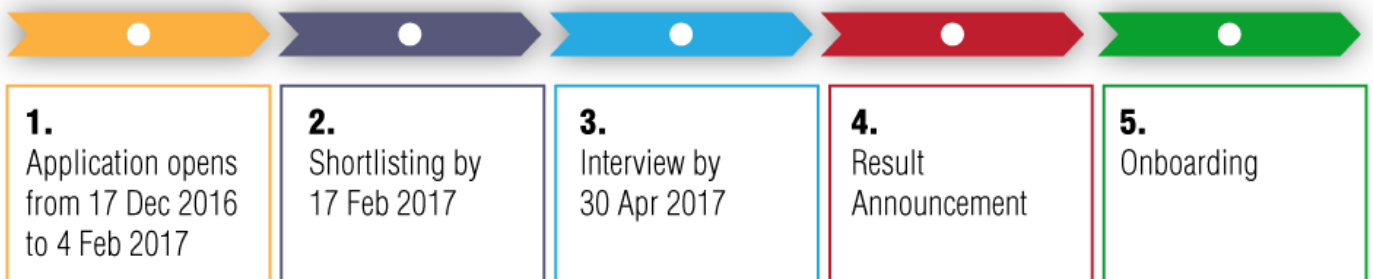 1.
Application opens
from 17 Dec 2016
to 4 Feb 2017
2.
Shortlisting by
17 Feb 2017
3.
Interview by
30 Apr 2017
4.
Result
Announcement
5.
Onboarding